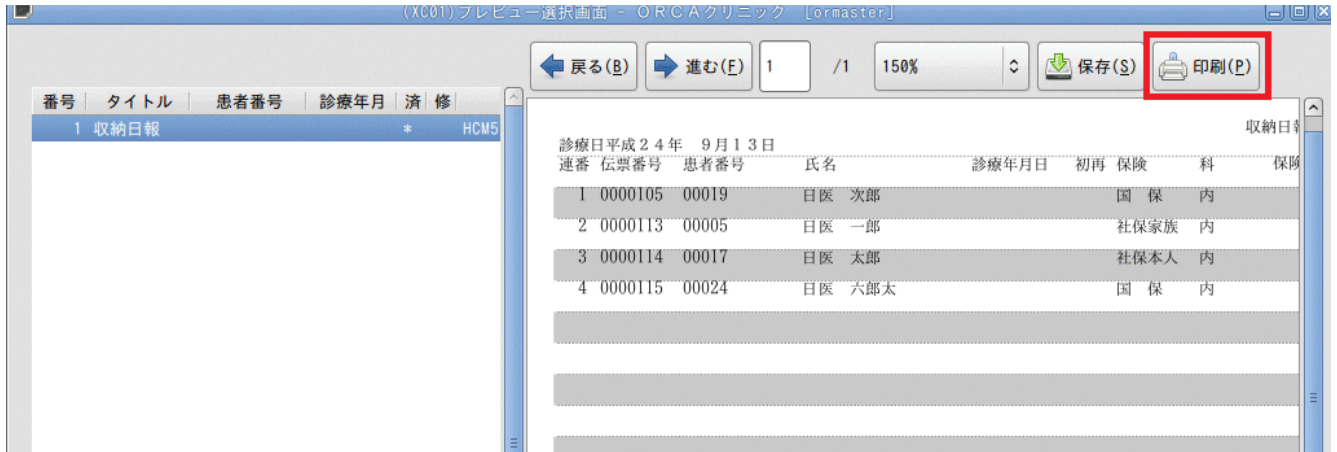 (XC01)プレビュー選択画面 - ORCAクリニック [ormaster]
戻る(B) 進む(F) 1 /1 150% 保存(S) 印刷(P)
番号 タイトル 患者番号 診療年月 済 修
1 収納日報 * HCM5
収納日報
診療日平成24年 9月13日
連番 伝票番号 患者番号 氏名 診療年月日 初再 保険 科 保険
1 0000105 00019 日医 次郎 国 保 内
2 0000113 00005 日医 一郎 社保家族 内
3 0000114 00017 日医 太郎 社保本人 内
4 0000115 00024 日医 六郎太 国 保 内